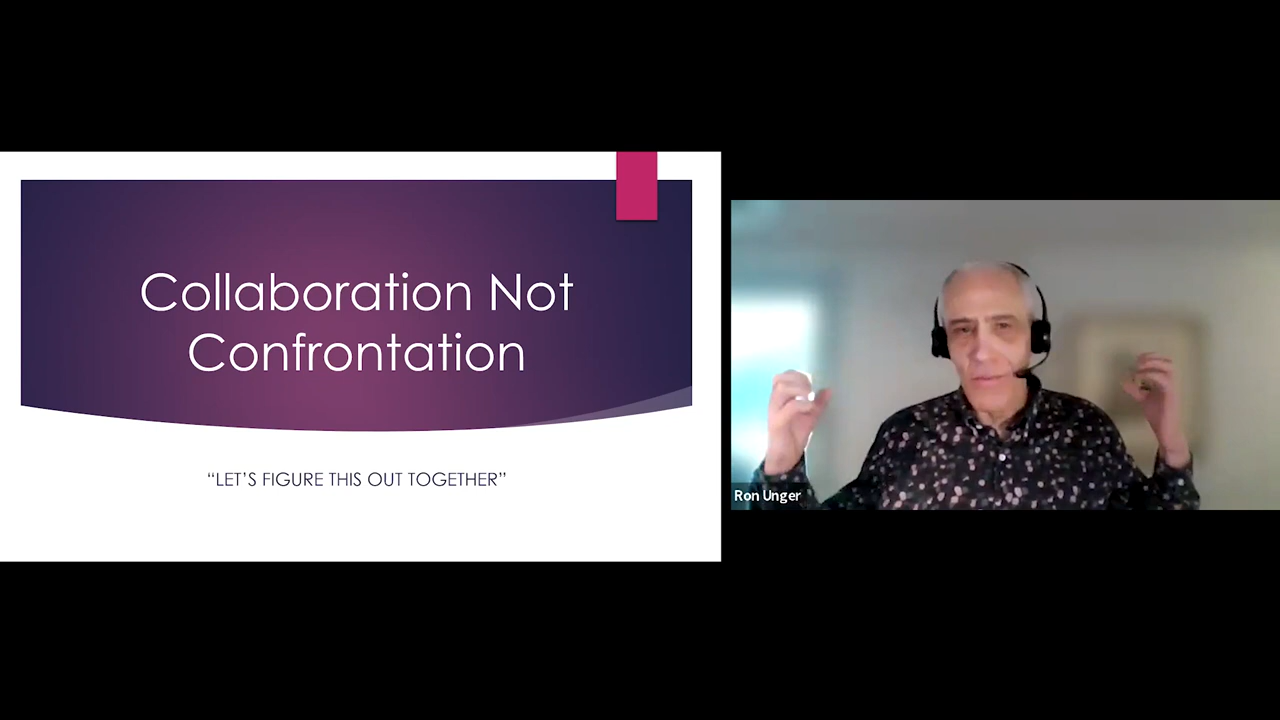 Collaboration Not
Confrontation
“LET’S FIGURE THIS OUT TOGETHER”
Ron Unger